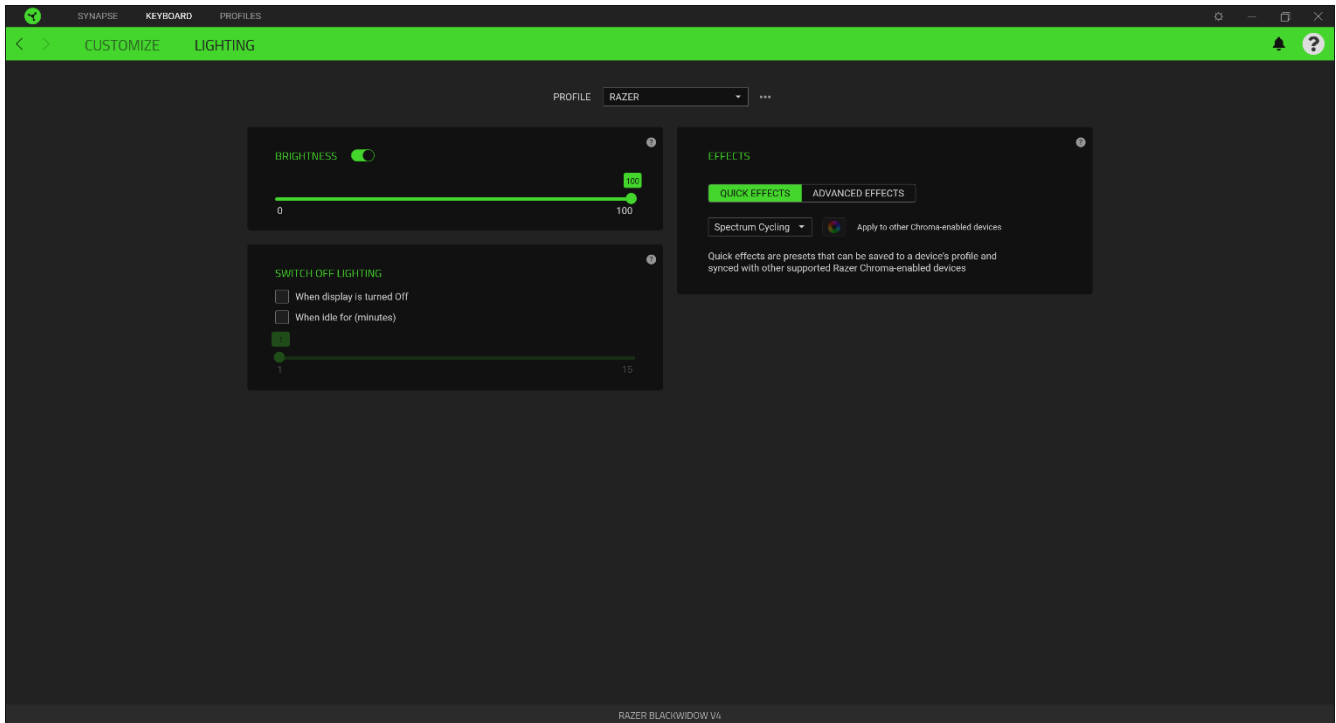 SYNAPSE KEYBOARD PROFILES
CUSTOMIZE LIGHTING
PROFILE RAZER
BRIGHTNESS
100
0 100
SWITCH OFF LIGHTING
When display is turned Off
When idle for (minutes)
1
1 15
EFFECTS
QUICK EFFECTS ADVANCED EFFECTS
Spectrum Cycling Apply to other Chroma-enabled devices
Quick effects are presets that can be saved to a device's profile and
synced with other supported Razer Chroma-enabled devices
RAZER BLACKWIDOW V4